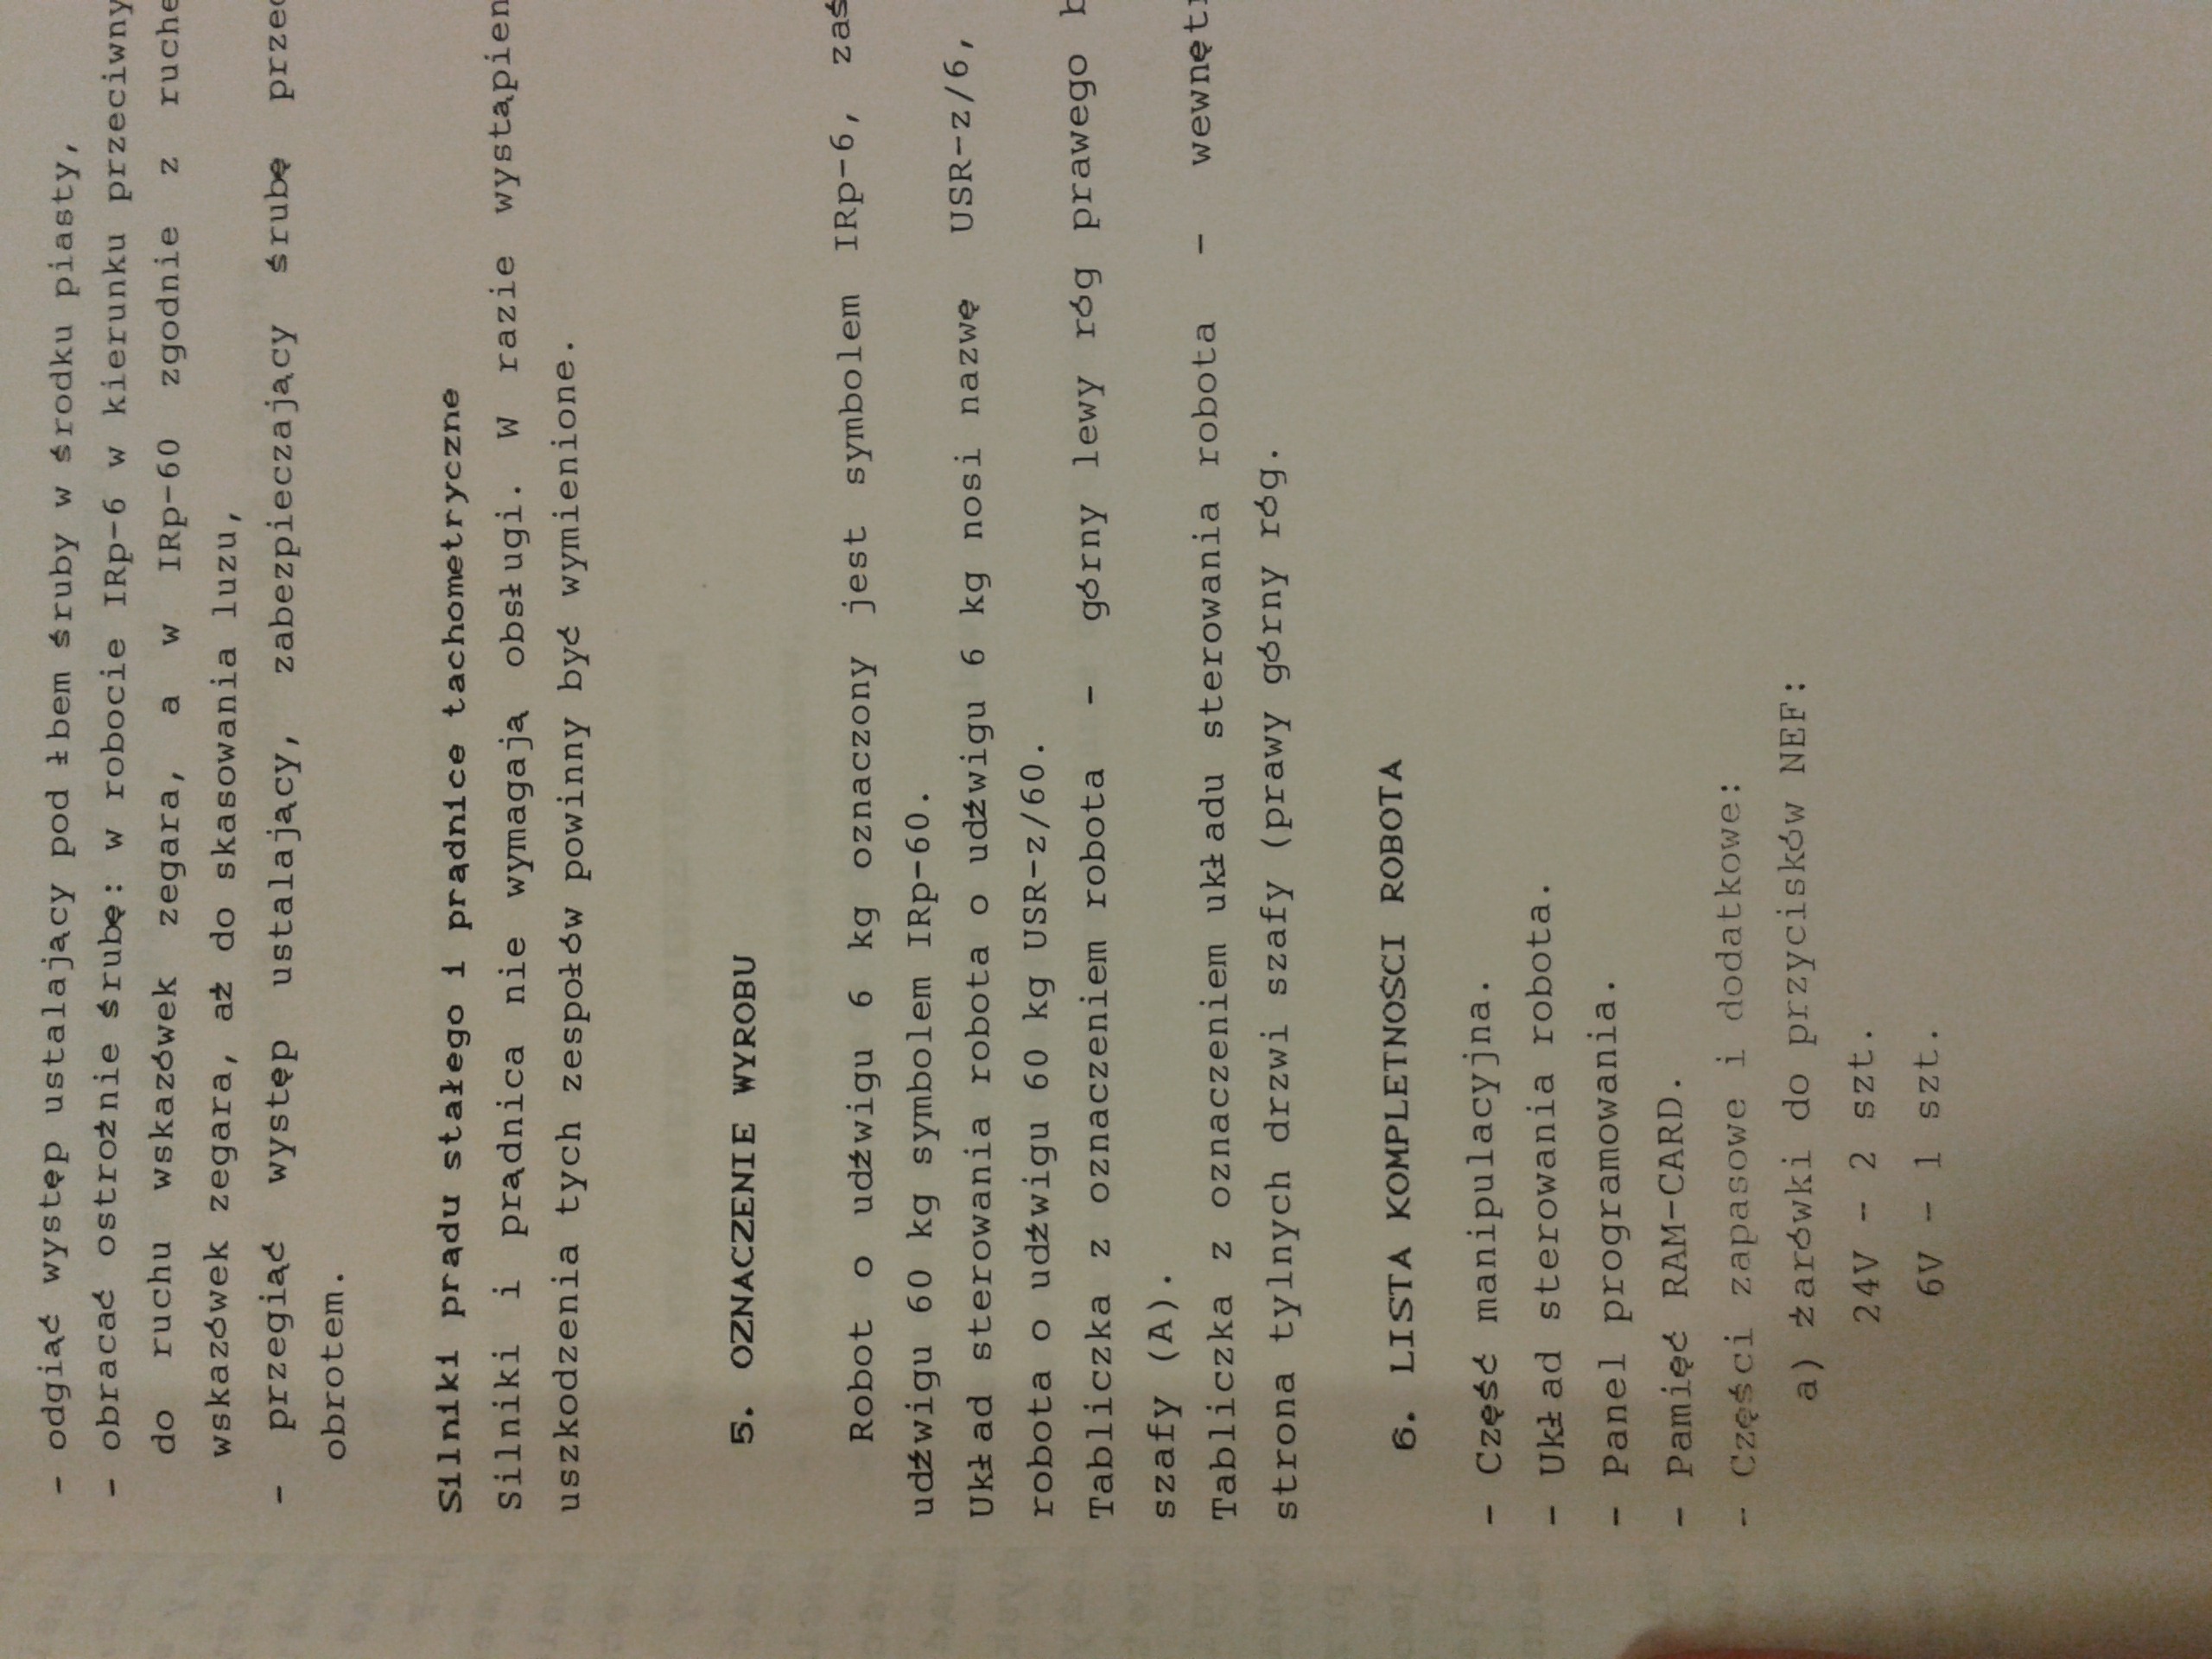 - odgiąć występ ustalający pod łbem śruby w środku piasty,
- obracać ostrożnie śrubę: w robocie IRp-6 w kierunku
do ruchu wskazówek zegara, a w IRp-60 zgodnie z
wskazówek zegara, aż do skasowania luzu,
- przegiąć występ ustalający, zabezpieczający śrubę
obrotem.
Silniki prądu stałego i prądnice tachometryczne
Silniki i prądnica nie wymagają obsługi. W razie
uszkodzenia tych zespołów powinny być wymienione.
5. OZNACZENIE WYROBU
Robot o udźwigu 6 kg oznaczony jest symbolem IRp-6, zaś
udźwigu 60 kg symbolem IRp-60.
Układ sterowania robota o udźwigu 6 kg nosi nazwę USR-z/6,
robota o udźwigu 60 kg USR-z/60.
Tabliczka z oznaczeniem robota - górny lewy róg prawego
szafy (A).
Tabliczka z oznaczeniem układu sterowania robota -
strona tylnych drzwi szafy (prawy górny róg.
6. LISTA KOMPLETNOŚCI ROBOTA
- Część manipulacyjna.
- Układ sterowania robota.
- Panel programowania.
- Pamięć RAM-CARD.
- Części zapasowe i dodatkowe:
a) żarówki do przycisków NEF:
24V - 2 szt.
6V - 1 szt.